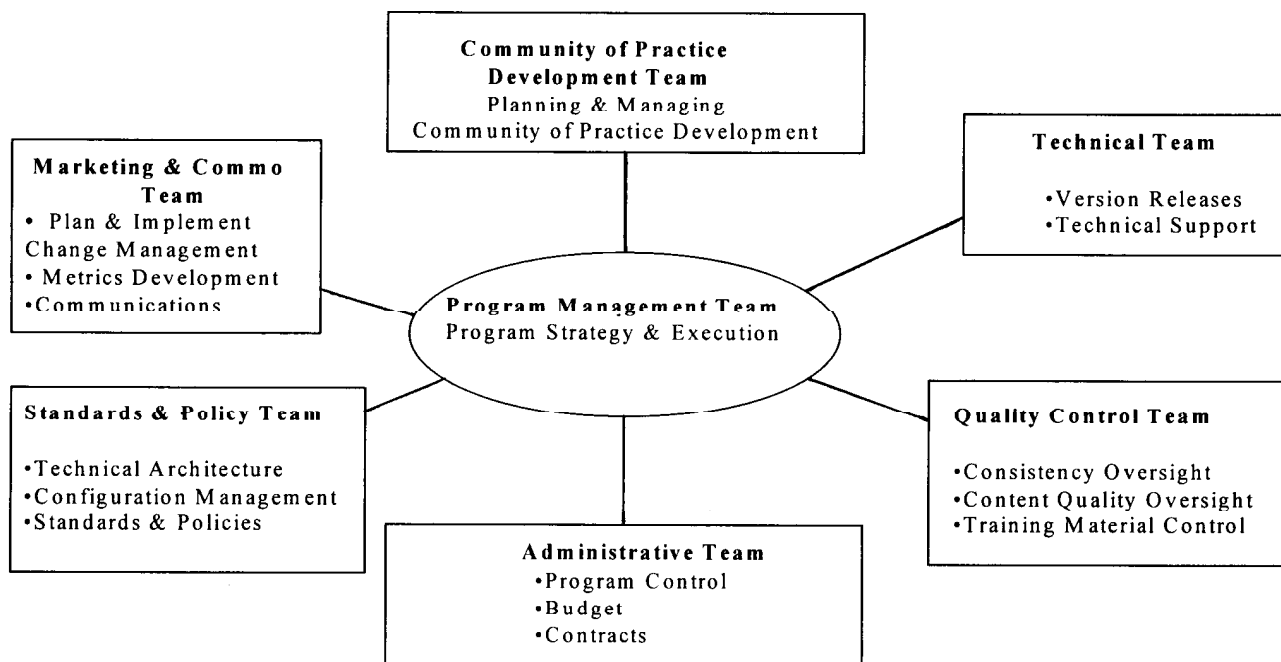 Community of Practice
Development Team
Planning & Managing
Community of Practice Development
Marketing & Commo
Team
• Plan & Implement
Change Management
• Metrics Development
•Communications
Technical Team
•Version Releases
•Technical Support
Program Management Team
Program Strategy & Execution
Standards & Policy Team
•Technical Architecture
•Configuration Management
•Standards & Policies
Quality Control Team
•Consistency Oversight
•Content Quality Oversight
•Training Material Control
Administrative Team
•Program Control
•Budget
•Contracts